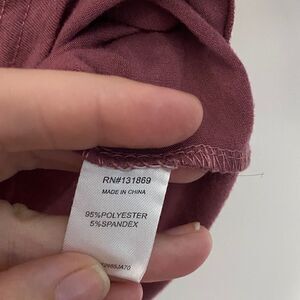 RN#131869
MADE IN CHINA
95%POLYESTER
5%SPANDEX